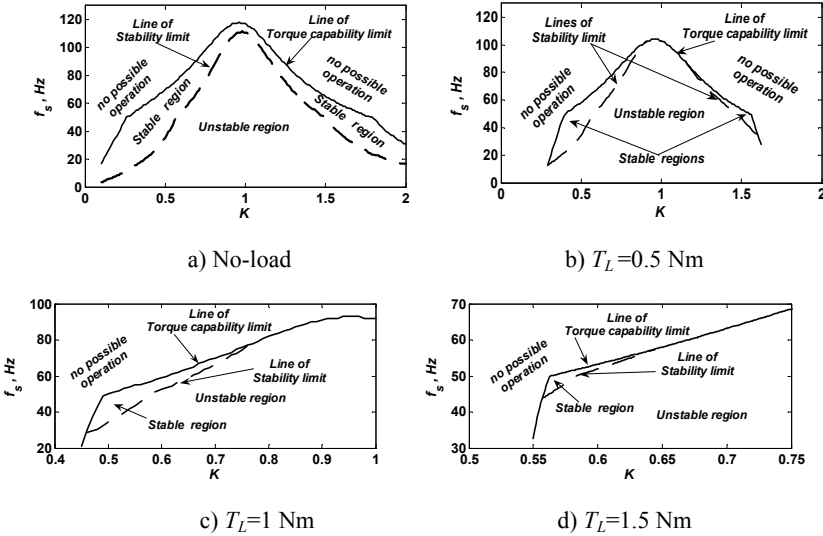 120
100
80
60
40
20
0
f_s , Hz
0
0.5
1
1.5
2
K
Line of
Stability limit
Line of
Torque capability limit
no possible
operation
no possible
operation
Stable region
Stable region
Unstable region
a) No-load
120
100
80
60
40
20
0
f_s , Hz
0
0.5
1
1.5
2
K
Lines of
Stability limit
Line of
Torque capability limit
no possible
operation
no possible
operation
Unstable region
Stable regions
b) T_L =0.5 Nm
100
80
60
40
20
f_s , Hz
0.4
0.5
0.6
0.7
0.8
0.9
1
K
Line of
Torque capability limit
no possible
operation
Line of
Stability limit
Unstable region
Stable region
c) T_L=1 Nm
70
60
50
40
30
f_s , Hz
0.5
0.55
0.6
0.65
0.7
0.75
K
Line of
Torque capability limit
no possible
operation
Line of
Stability limit
Stable region
Unstable region
d) T_L=1.5 Nm